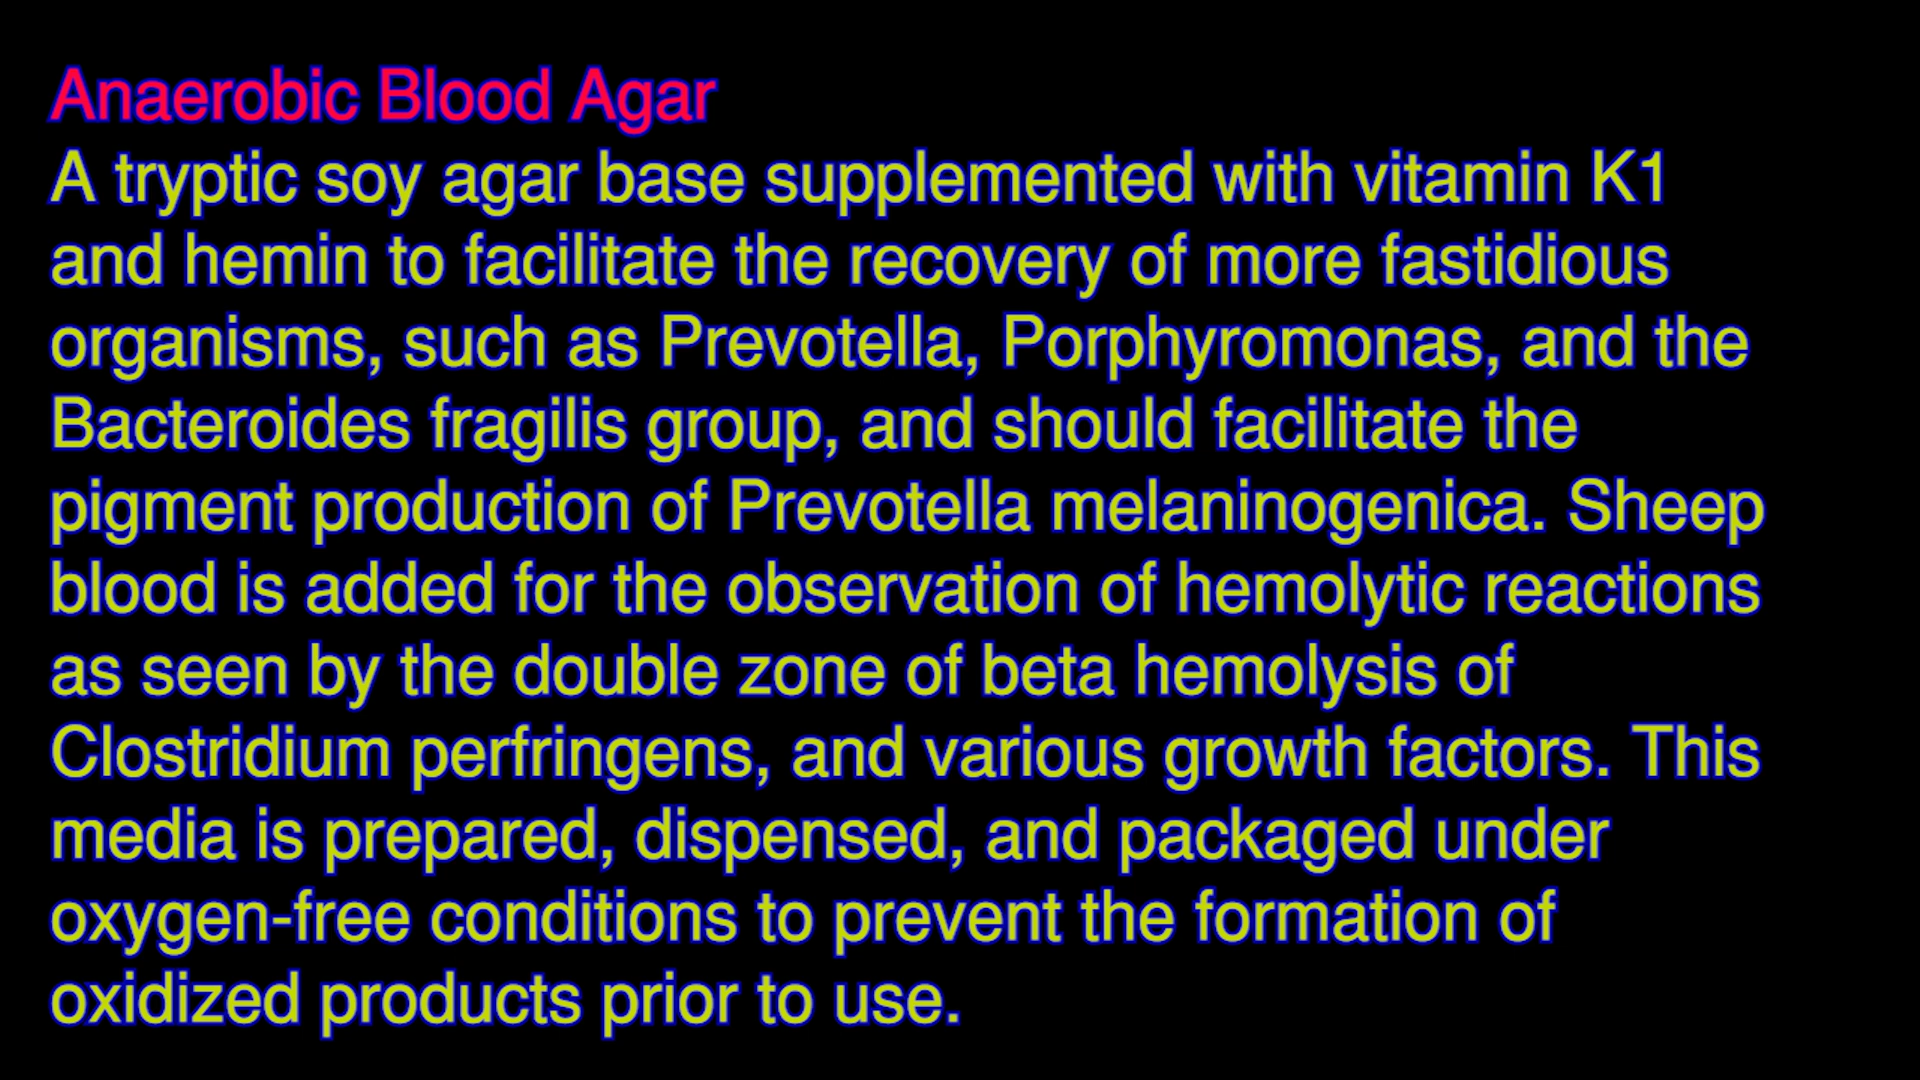 Anaerobic Blood Agar
A tryptic soy agar base supplemented with vitamin K1
and hemin to facilitate the recovery of more fastidious
organisms, such as Prevotella, Porphyromonas, and the
Bacteroides fragilis group, and should facilitate the
pigment production of Prevotella melaninogenica. Sheep
blood is added for the observation of hemolytic reactions
as seen by the double zone of beta hemolysis of
Clostridium perfringens, and various growth factors. This
media is prepared, dispensed, and packaged under
oxygen-free conditions to prevent the formation of
oxidized products prior to use.